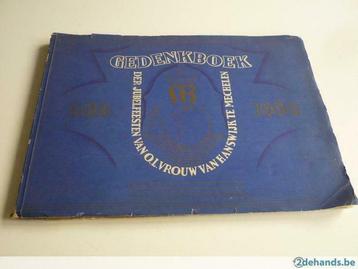 GEDENKBOEK
DER JUBELFEESTEN VAN O.L.VROUW VAN HANSWIJK TE MECHELEN
2dehands.be